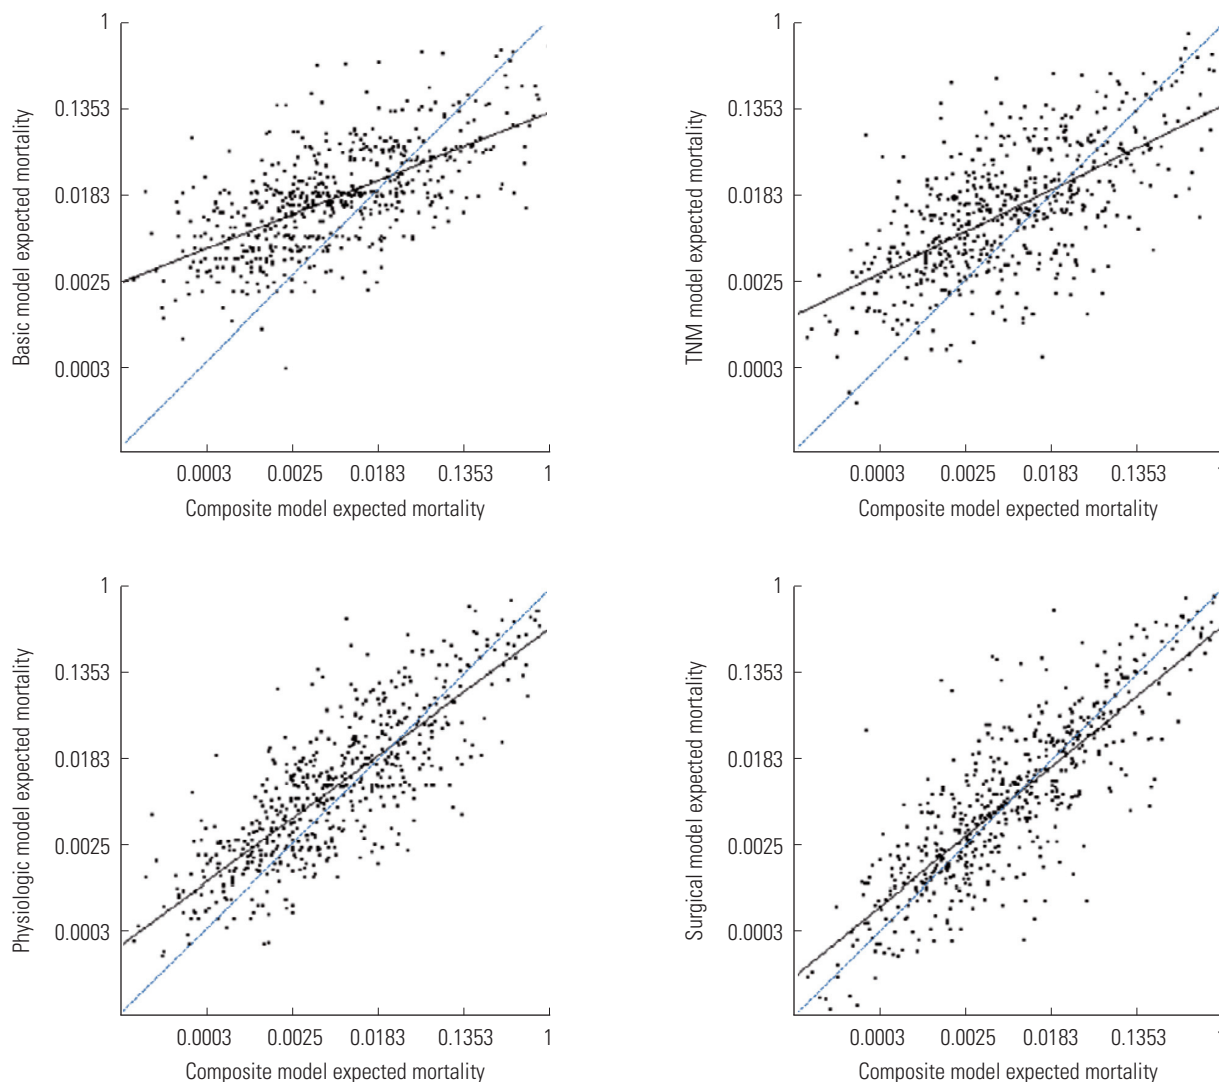 1
0.1353
0.0183
0.0025
0.0003
Basic model expected mortality
0.0003 0.0025 0.0183 0.1353 1
Composite model expected mortality
1
0.1353
0.0183
0.0025
0.0003
TNM model expected mortality
0.0003 0.0025 0.0183 0.1353 1
Composite model expected mortality
1
0.1353
0.0183
0.0025
0.0003
Physiologic model expected mortality
0.0003 0.0025 0.0183 0.1353 1
Composite model expected mortality
1
0.1353
0.0183
0.0025
0.0003
Surgical model expected mortality
0.0003 0.0025 0.0183 0.1353 1
Composite model expected mortality